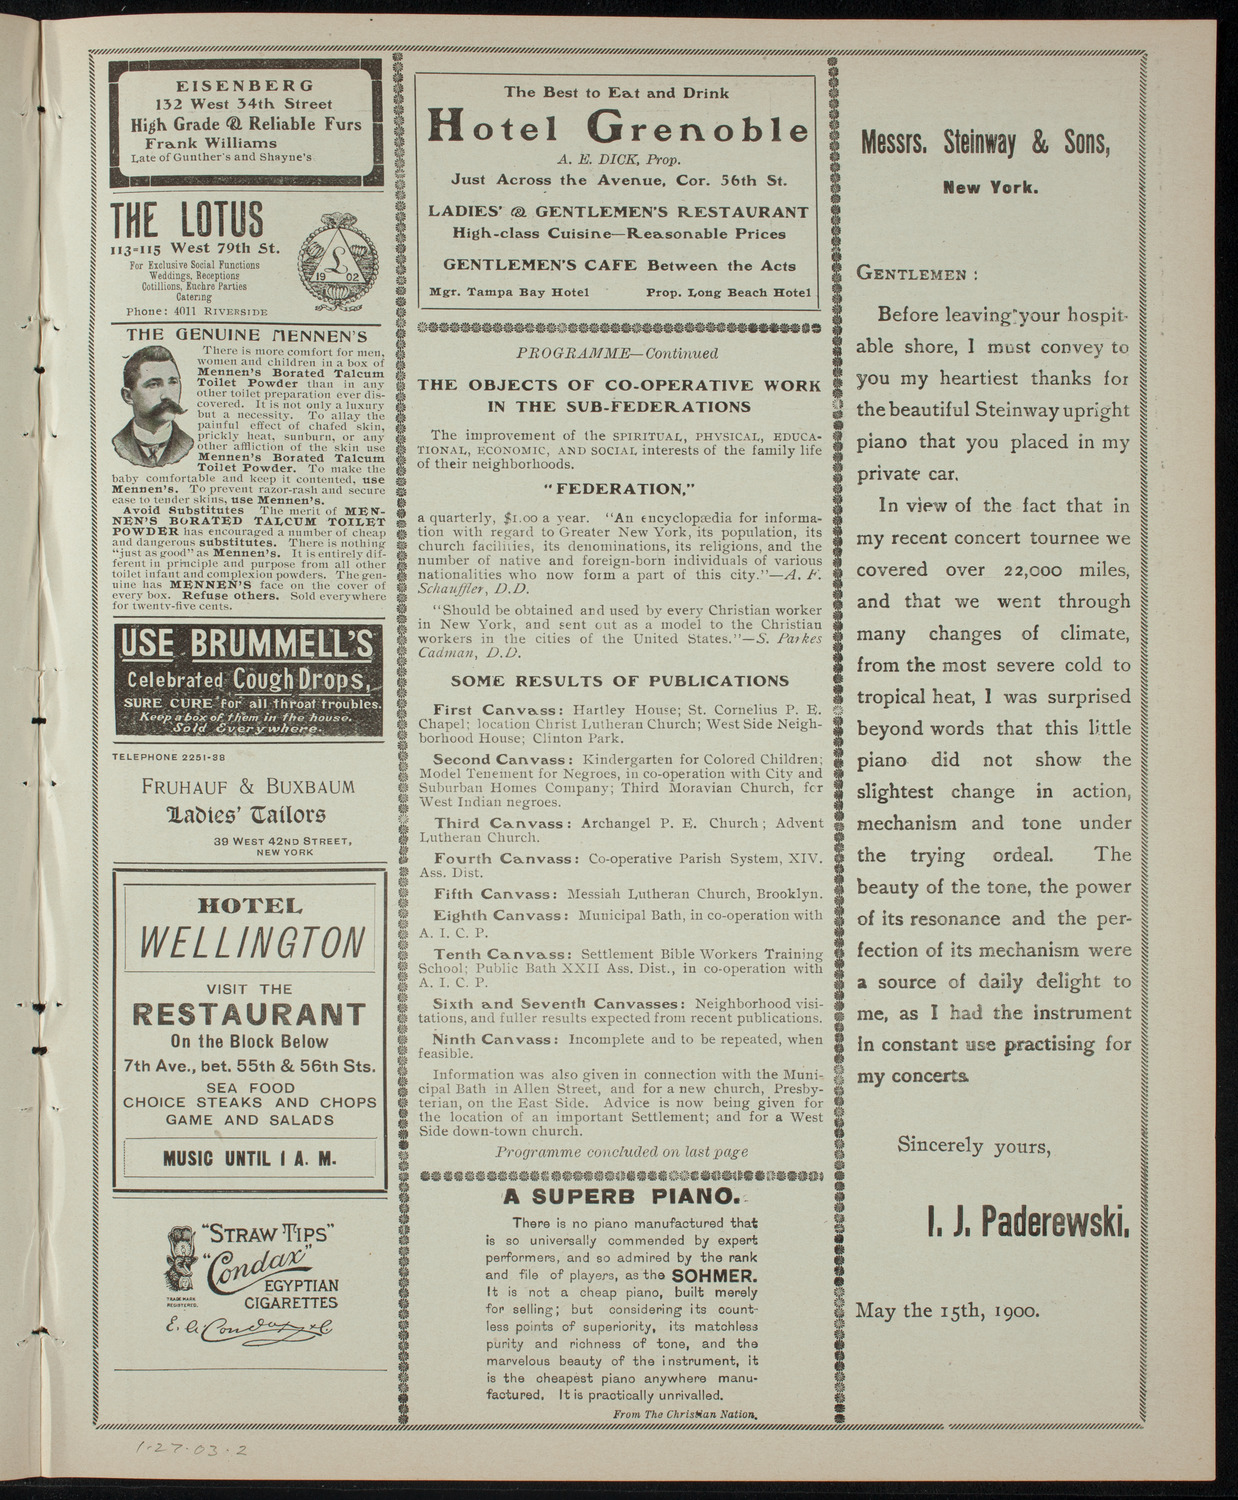 EISENBERG
132 West 34th Street
High Grade & Reliable Furs
Frank Williams
Late of Gunther's and Shayne's
THE LOTUS
113=115 West 79th St.
For Exclusive Social Functions
Weddings, Receptions
Cotillions, Euchre Parties
Catering
Phone: 4011 RIVERSIDE
L
19 02
THE GENUINE MENNEN'S
There is more comfort for men,
women and children in a box of
Mennen's Borated Talcum
Toilet Powder than in any
other toilet preparation ever dis-
covered. It is not only a luxury
but a necessity. To allay the
painful effect of chafed skin,
prickly heat, sunburn, or any
other affliction of the skin use
Mennen's Borated Talcum
Toilet Powder. To make the
baby comfortable and keep it contented, use
Mennen's. To prevent razor-rash and secure
ease to tender skins, use Mennen's.
Avoid Substitutes The merit of MEN-
NEN'S BORATED TALCUM TOILET
POWDER has encouraged a number of cheap
and dangerous substitutes. There is nothing
"just as good" as Mennen's. It is entirely dif-
ferent in principle and purpose from all other
toilet infant and complexion powders. The gen-
uine has MENNEN'S face on the cover of
every box. Refuse others. Sold everywhere
for twenty-five cents.
USE BRUMMELL'S
Celebrated Cough Drops,
SURE CURE for all throat troubles.
Keep a box of them in the house.
Sold Everywhere.
TELEPHONE 2251-38
FRUHAUF & BUXBAUM
Ladies' Tailors
39 WEST 42ND STREET,
NEW YORK
HOTEL
WELLINGTON
VISIT THE
RESTAURANT
On the Block Below
7th Ave., bet. 55th & 56th Sts.
SEA FOOD
CHOICE STEAKS AND CHOPS
GAME AND SALADS
MUSIC UNTIL 1 A. M.
"STRAW TIPS"
"Condax"
EGYPTIAN
CIGARETTES
TRADE MARK
REGISTERED.
E. A. Condax & Co
The Best to Eat and Drink
Hotel Grenoble
A. E. DICK, Prop.
Just Across the Avenue, Cor. 56th St.
LADIES' & GENTLEMEN'S RESTAURANT
High-class Cuisine—Reasonable Prices
GENTLEMEN'S CAFE Between the Acts
Mgr. Tampa Bay Hotel Prop. Long Beach Hotel
PROGRAMME—Continued
THE OBJECTS OF CO-OPERATIVE WORK
IN THE SUB-FEDERATIONS
The improvement of the SPIRITUAL, PHYSICAL, EDUCA-
TIONAL, ECONOMIC, AND SOCIAL interests of the family life
of their neighborhoods.
"FEDERATION,"
a quarterly, $1.00 a year. "An encyclopædia for informa-
tion with regard to Greater New York, its population, its
church facilities, its denominations, its religions, and the
number of native and foreign-born individuals of various
nationalities who now form a part of this city."—A. F.
Schauffler, D.D.
"Should be obtained and used by every Christian worker
in New York, and sent out as a model to the Christian
workers in the cities of the United States."—S. Parkes
Cadman, D.D.
SOME RESULTS OF PUBLICATIONS
First Canvass: Hartley House; St. Cornelius P. E.
Chapel; location Christ Lutheran Church; West Side Neigh-
borhood House; Clinton Park.
Second Canvass: Kindergarten for Colored Children;
Model Tenement for Negroes, in co-operation with City and
Suburban Homes Company; Third Moravian Church, for
West Indian negroes.
Third Canvass: Archangel P. E. Church; Advent
Lutheran Church.
Fourth Canvass: Co-operative Parish System, XIV.
Ass. Dist.
Fifth Canvass: Messiah Lutheran Church, Brooklyn.
Eighth Canvass: Municipal Bath, in co-operation with
A. I. C. P.
Tenth Canvass: Settlement Bible Workers Training
School; Public Bath XXII Ass. Dist., in co-operation with
A. I. C. P.
Sixth and Seventh Canvasses: Neighborhood visi-
tations, and fuller results expected from recent publications.
Ninth Canvass: Incomplete and to be repeated, when
feasible.
Information was also given in connection with the Muni-
cipal Bath in Allen Street, and for a new church, Presby-
terian, on the East Side. Advice is now being given for
the location of an important Settlement; and for a West
Side down-town church.
Programme concluded on last page
A SUPERB PIANO.
There is no piano manufactured that
is so universally commended by expert
performers, and so admired by the rank
and file of players, as the SOHMER.
It is not a cheap piano, built merely
for selling; but considering its count-
less points of superiority, its matchless
purity and richness of tone, and the
marvelous beauty of the instrument, it
is the cheapest piano anywhere manu-
factured. It is practically unrivalled.
From The Christian Nation.
Messrs. Steinway & Sons,
New York.
GENTLEMEN :
Before leaving your hospit-
able shore, I must convey to
you my heartiest thanks for
the beautiful Steinway upright
piano that you placed in my
private car.
In view of the fact that in
my recent concert tournee we
covered over 22,000 miles,
and that we went through
many changes of climate,
from the most severe cold to
tropical heat, I was surprised
beyond words that this little
piano did not show the
slightest change in action,
mechanism and tone under
the trying ordeal. The
beauty of the tone, the power
of its resonance and the per-
fection of its mechanism were
a source of daily delight to
me, as I had the instrument
in constant use practising for
my concerts.
Sincerely yours,
I. J. Paderewski.
May the 15th, 1900.
1-27-03-2